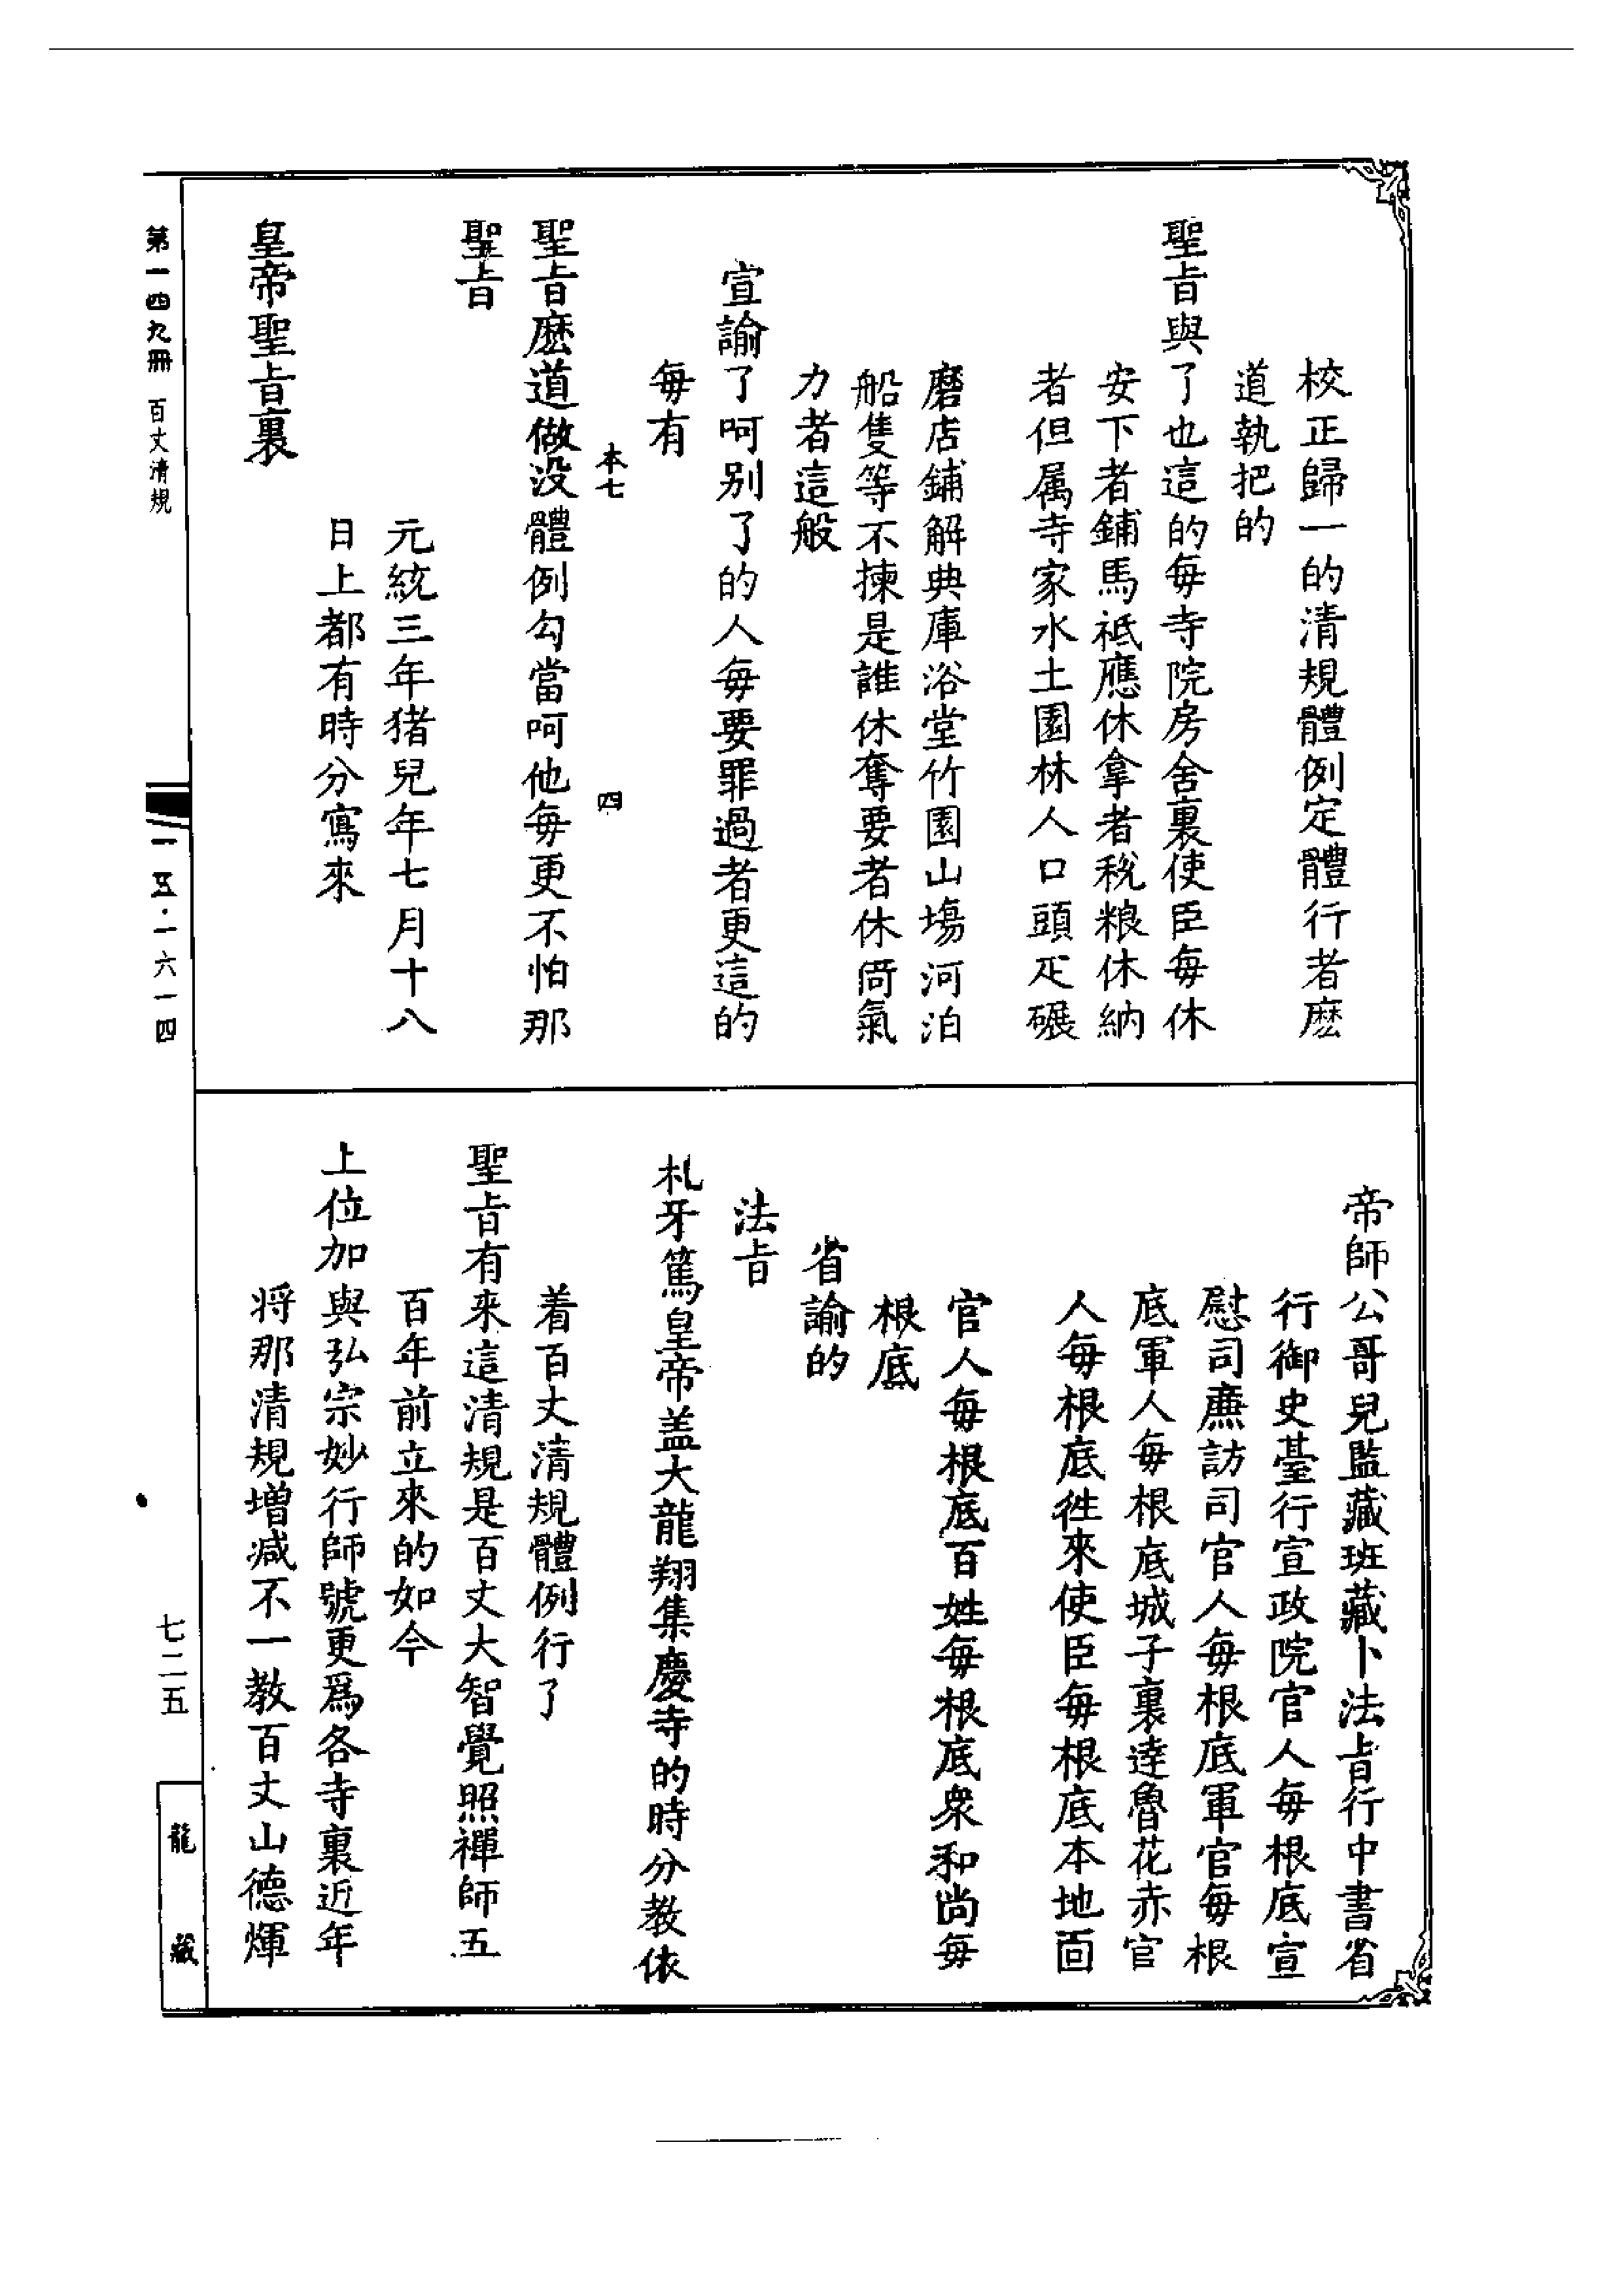 校正歸一的清規體例定體行者麽
道執把的
聖旨與了也這的每寺院房舍裏使臣每休
安下者鋪馬祗應休拿者稅粮休納
者但属寺家水土園林人口頭疋碾
磨店鋪解典庫浴堂竹園山塲河泊
船隻等不揀是誰休奪要者休倚氣
力者這般
宣諭了呵别了的人每要罪過者更這的
每有
本七 四
聖旨麽道做没體例勾當呵他每更不怕那
聖旨
元統三年猪兒年七月十八
日上都有時分寫來
皇帝聖旨裏
帝師公哥兒監藏班藏卜法旨行中書省
行御史臺行宣政院官人每根底宣
慰司亷訪司官人每根底軍官每根
底軍人每根底城子裏逹魯花赤官
人每根底徃來使臣每根底本地面
官人每根底百姓每根底衆和尚每
根底
省諭的
法旨
札牙篤皇帝盖大龍翔集慶寺的時分教依
着百丈清規體例行了
聖旨有來這清規是百丈大智覺照禪師五
百年前立來的如今
上位加與弘宗妙行師號更爲各寺裏近年
将那清規增减不一教百丈山德煇
第一四九冊 百丈清規
一五·一六一四
七二五
龍藏